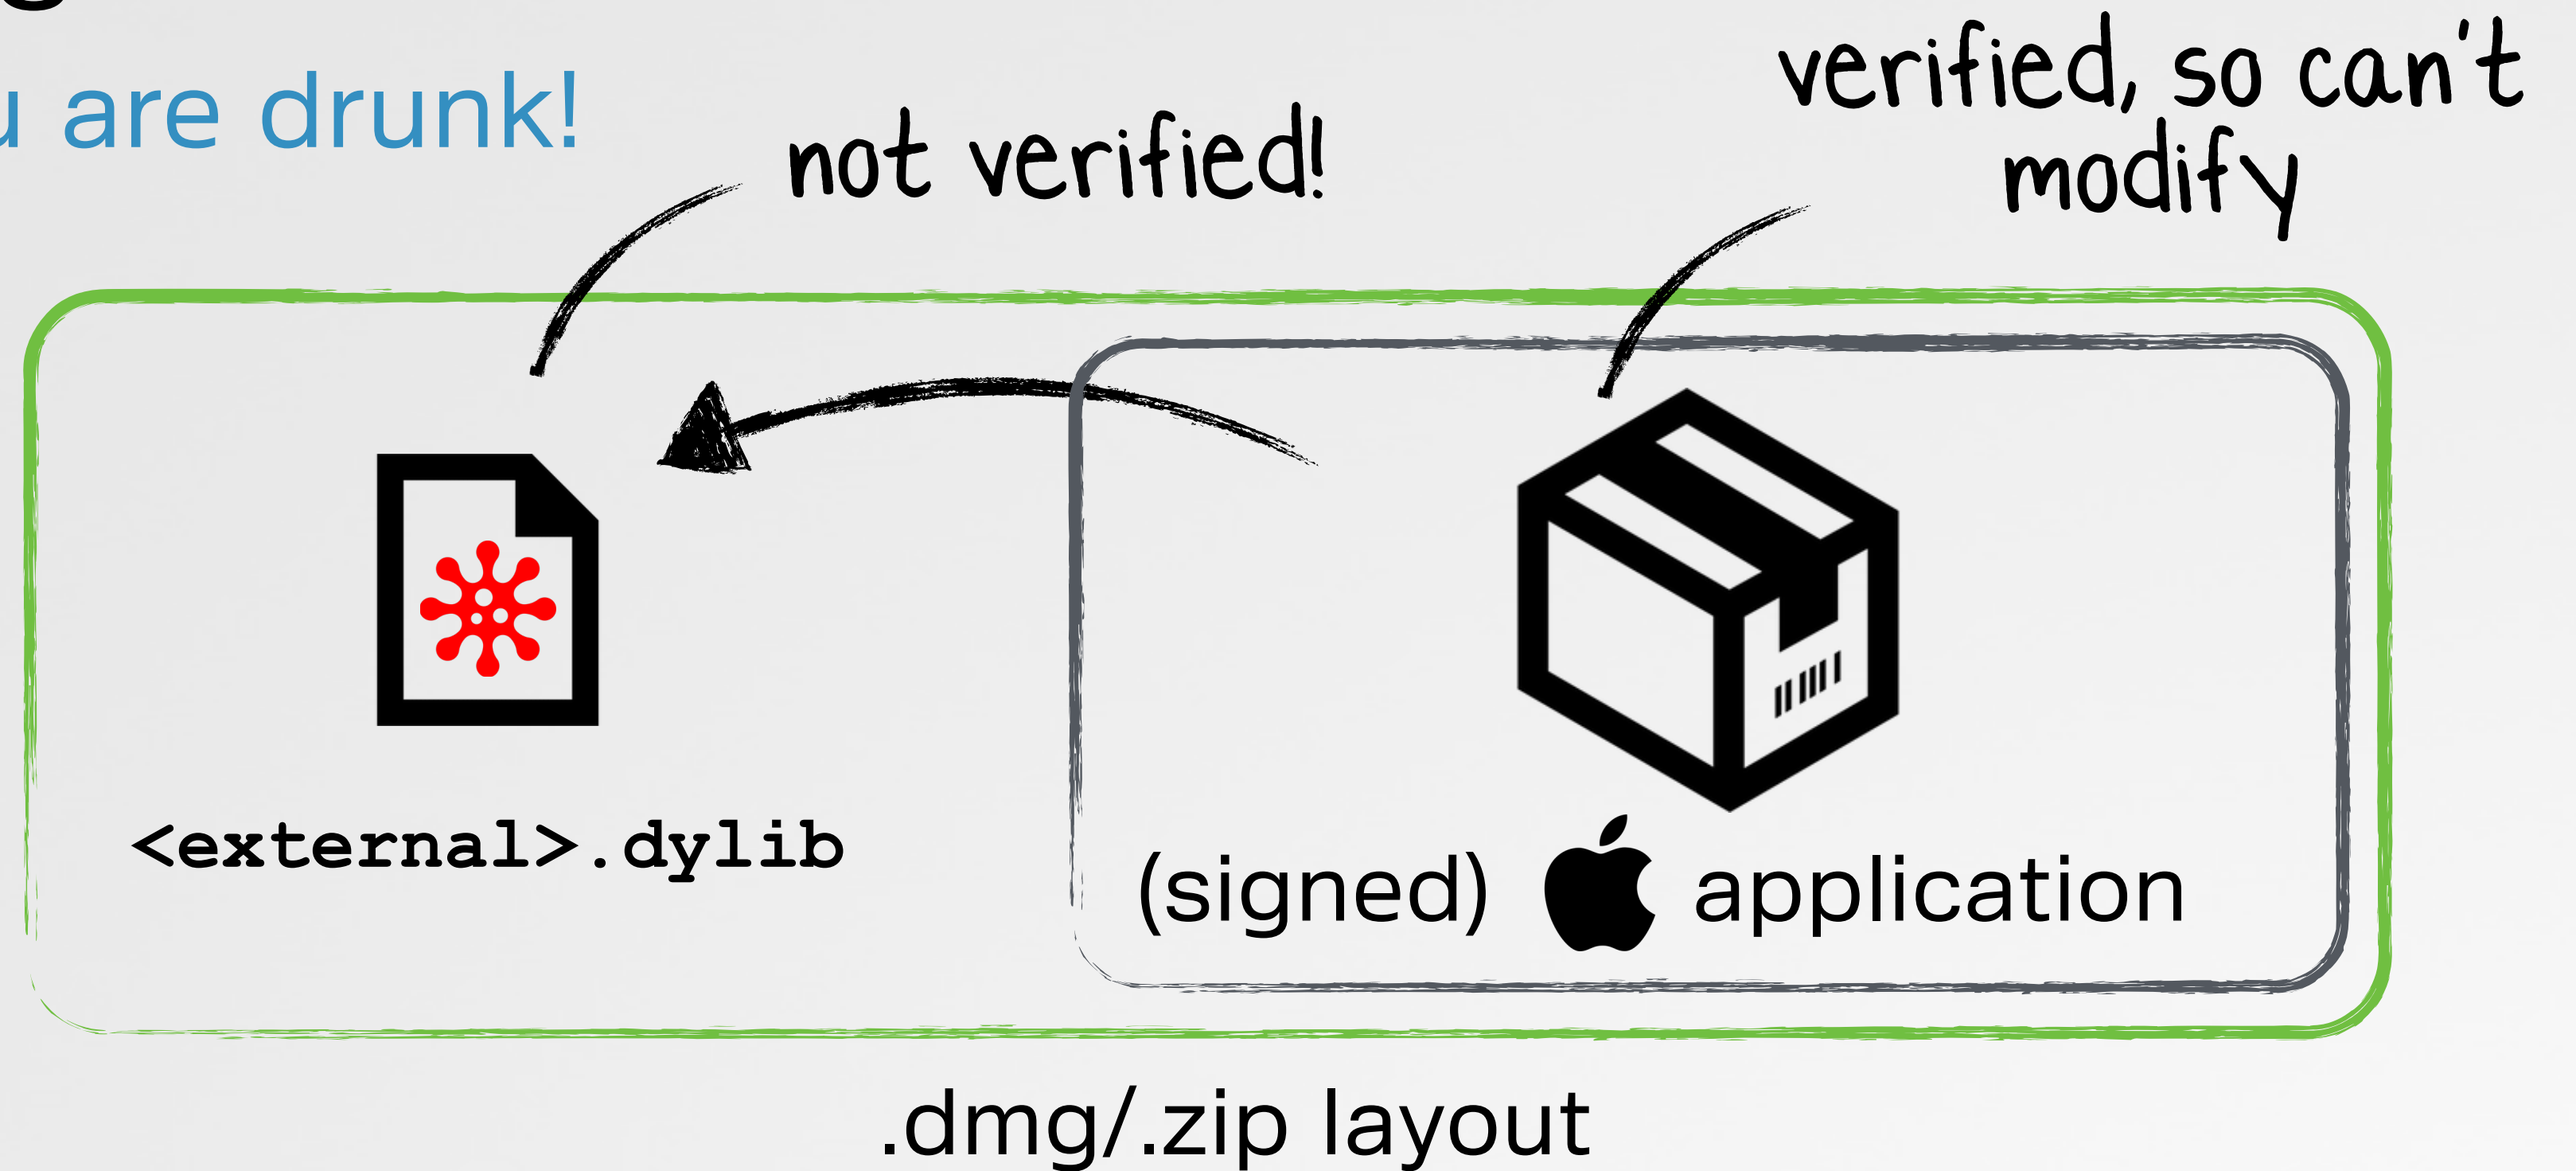 are drunk!
not verified!
verified, so can't
modify
<external>.dylib
(signed) application
.dmg/.zip layout